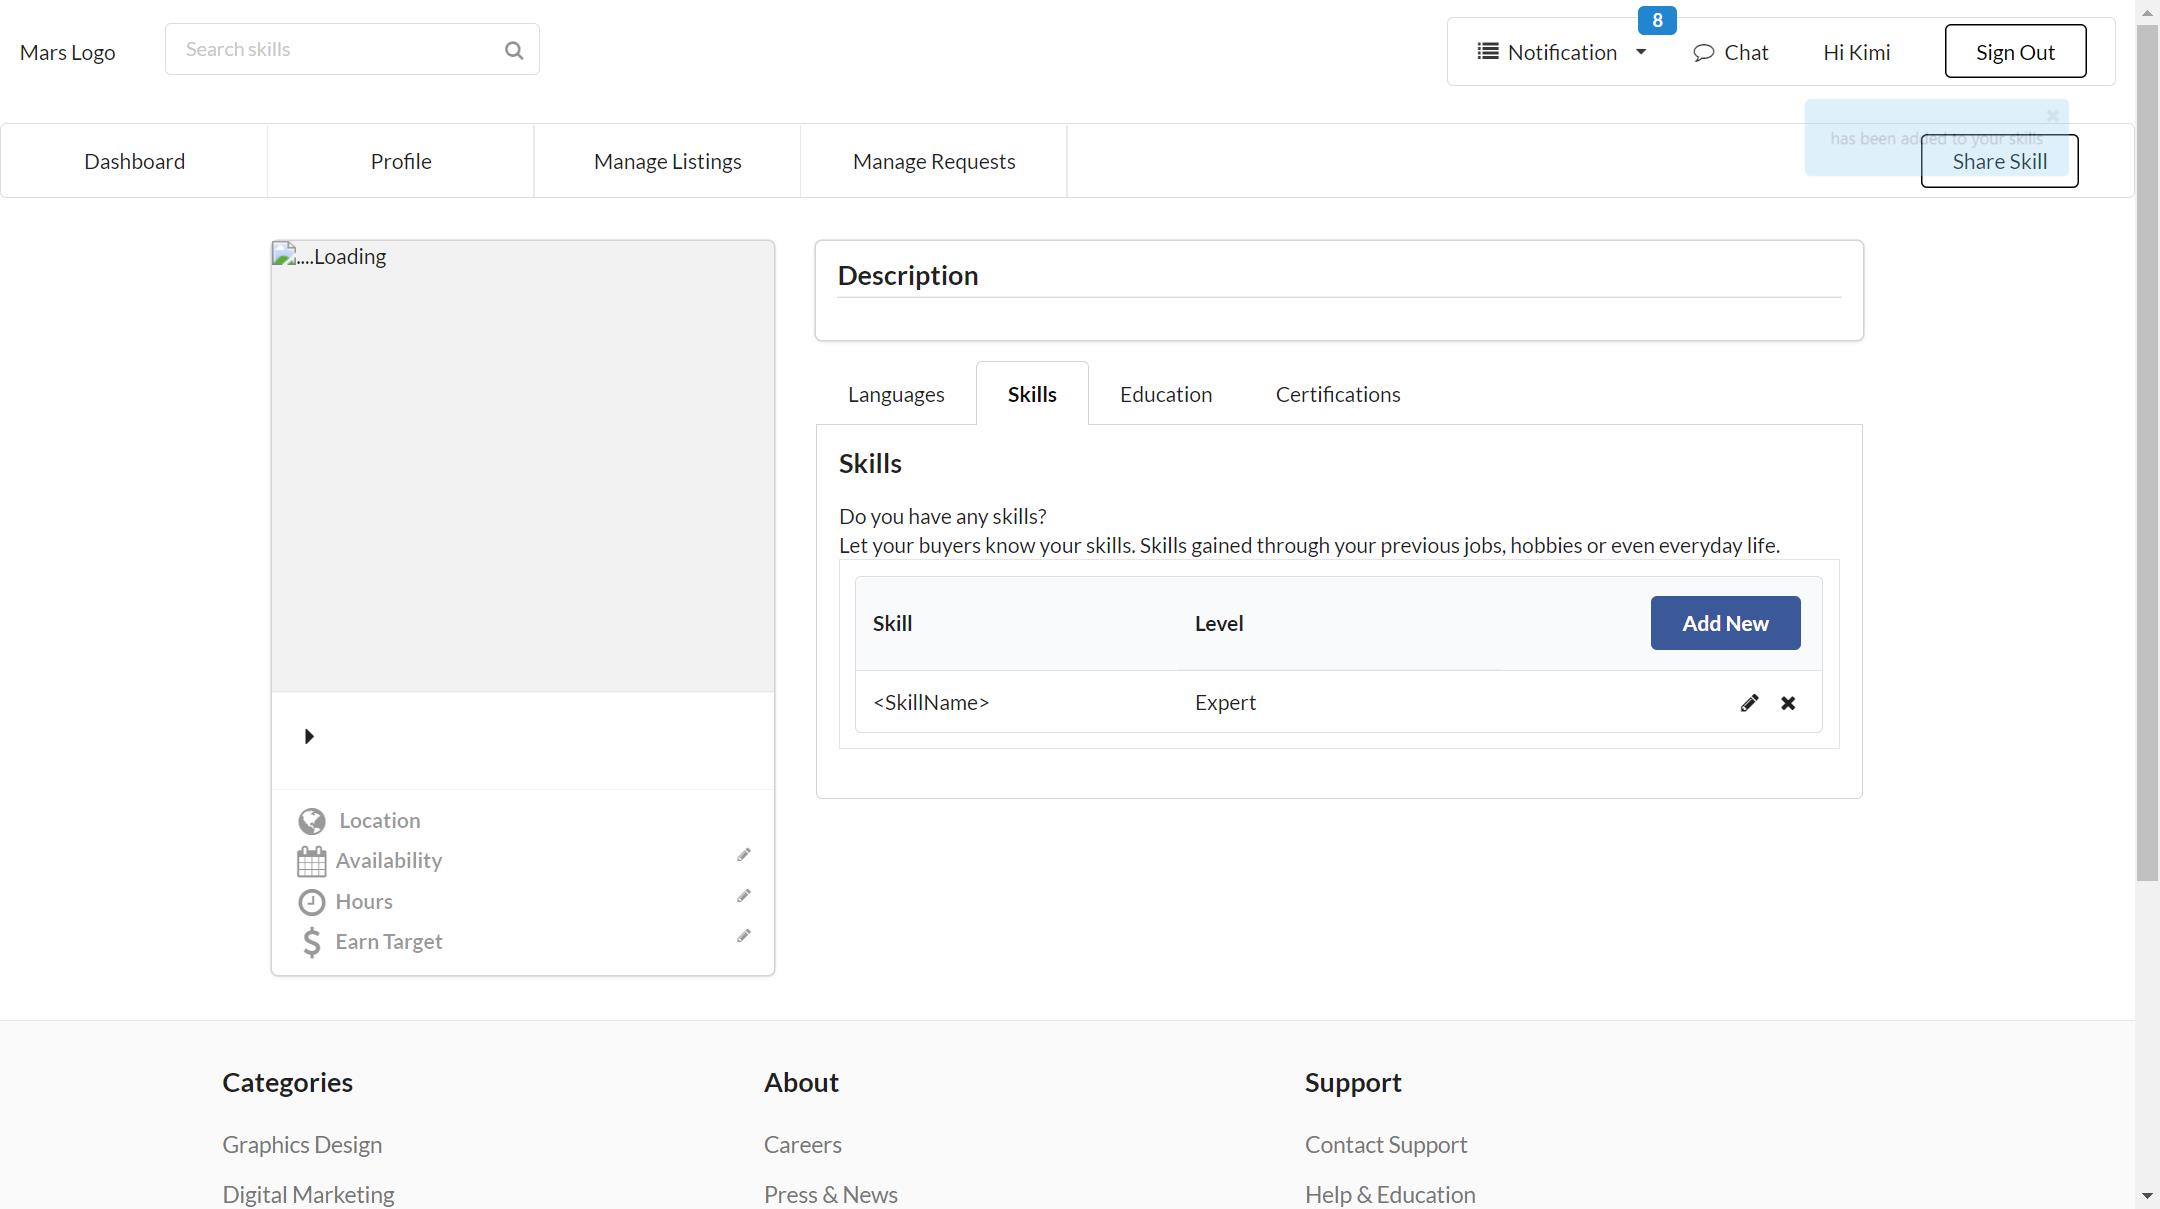 Mars Logo
Search skills
8
Notification
Chat
Hi Kimi
Sign Out
has been added to your skills
Dashboard
Profile
Manage Listings
Manage Requests
Share Skill
....Loading
Description
Languages
Skills
Education
Certifications
Skills
Do you have any skills?
Let your buyers know your skills. Skills gained through your previous jobs, hobbies or even everyday life.
Skill
Level
Add New
<SkillName>
Expert
Location
Availability
Hours
Earn Target
Categories
About
Support
Graphics Design
Careers
Contact Support
Digital Marketing
Press & News
Help & Education